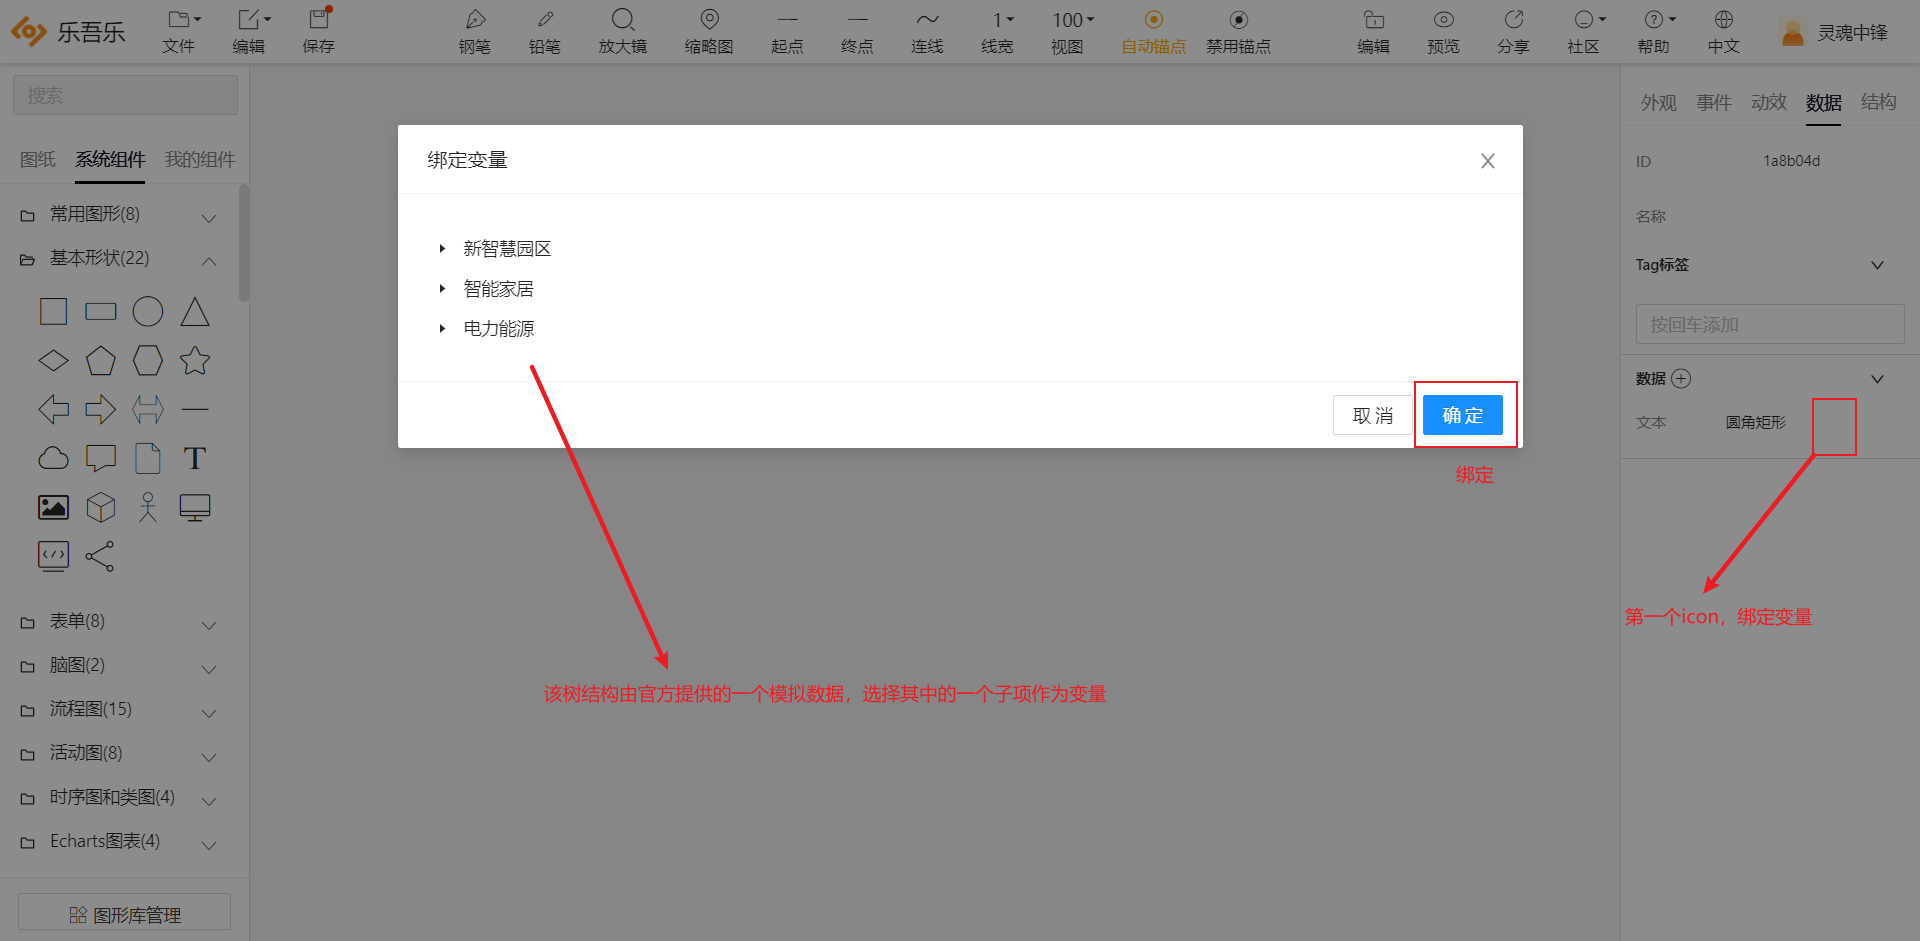 乐吾乐
文件
编辑
保存
钢笔
铅笔
放大镜
缩略图
起点
终点
连线
1
线宽
100
视图
自动锚点
禁用锚点
编辑
预览
分享
社区
帮助
中文
灵魂中锋
搜索
图纸 系统组件 我的组件
常用图形(8)
基本形状(22)
T
表单(8)
脑图(2)
流程图(15)
活动图(8)
时序图和类图(4)
Echarts图表(4)
图形库管理
绑定变量
X
新智慧园区
智能家居
电力能源
取 消
确 定
绑定
该树结构由官方提供的一个模拟数据，选择其中的一个子项作为变量
外观 事件 动效 数据 结构
ID 1a8b04d
名称
Tag标签
按回车添加
数据
文本 圆角矩形
第一个icon，绑定变量